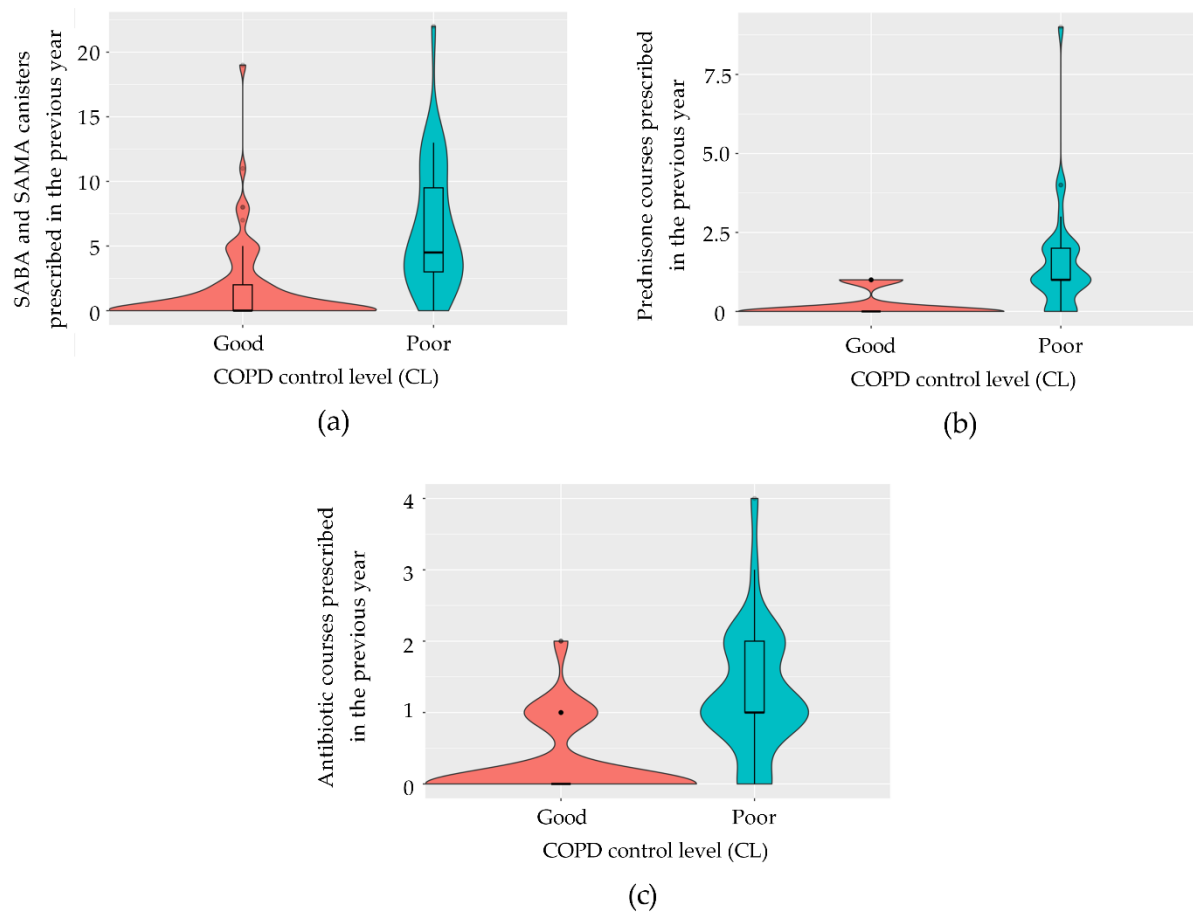 SABA and SAMA canisters
prescribed in the previous year
20
15
10
5
0
Good
Poor
COPD control level (CL)
(a)
Prednisone courses prescribed
in the previous year
7.5
5.0
2.5
0
Good
Poor
COPD control level (CL)
(b)
Antibiotic courses prescribed
in the previous year
4
3
2
1
0
Good
Poor
COPD control level (CL)
(c)